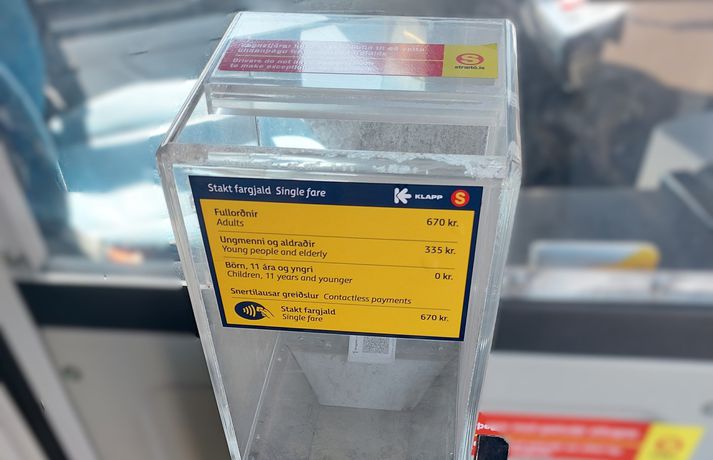 Drivers do not
to make exception
S
strætó.is
Stakt fargjald Single fare
KLAPP S
Fullorðnir
Adults
670 kr.
Ungmenni og aldraðir
Young people and elderly
335 kr.
Börn, 11 ára og yngri
Children, 11 years and younger
0 kr.
Snertilausar greiðslur Contactless payments
Stakt fargjald
Single fare
670 kr.